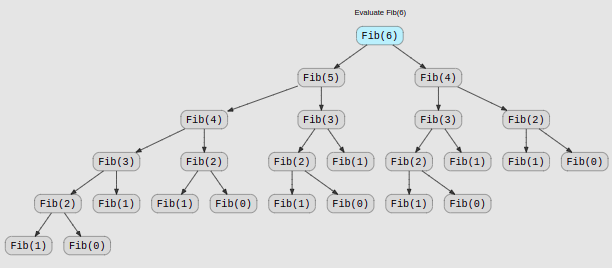 Evaluate Fib(6)
Fib(6)
Fib(5) Fib(4)
Fib(4) Fib(3) Fib(3) Fib(2)
Fib(3) Fib(2) Fib(2) Fib(1) Fib(2) Fib(1) Fib(1) Fib(0)
Fib(2) Fib(1) Fib(1) Fib(0) Fib(1) Fib(0) Fib(1) Fib(0)
Fib(1) Fib(0)